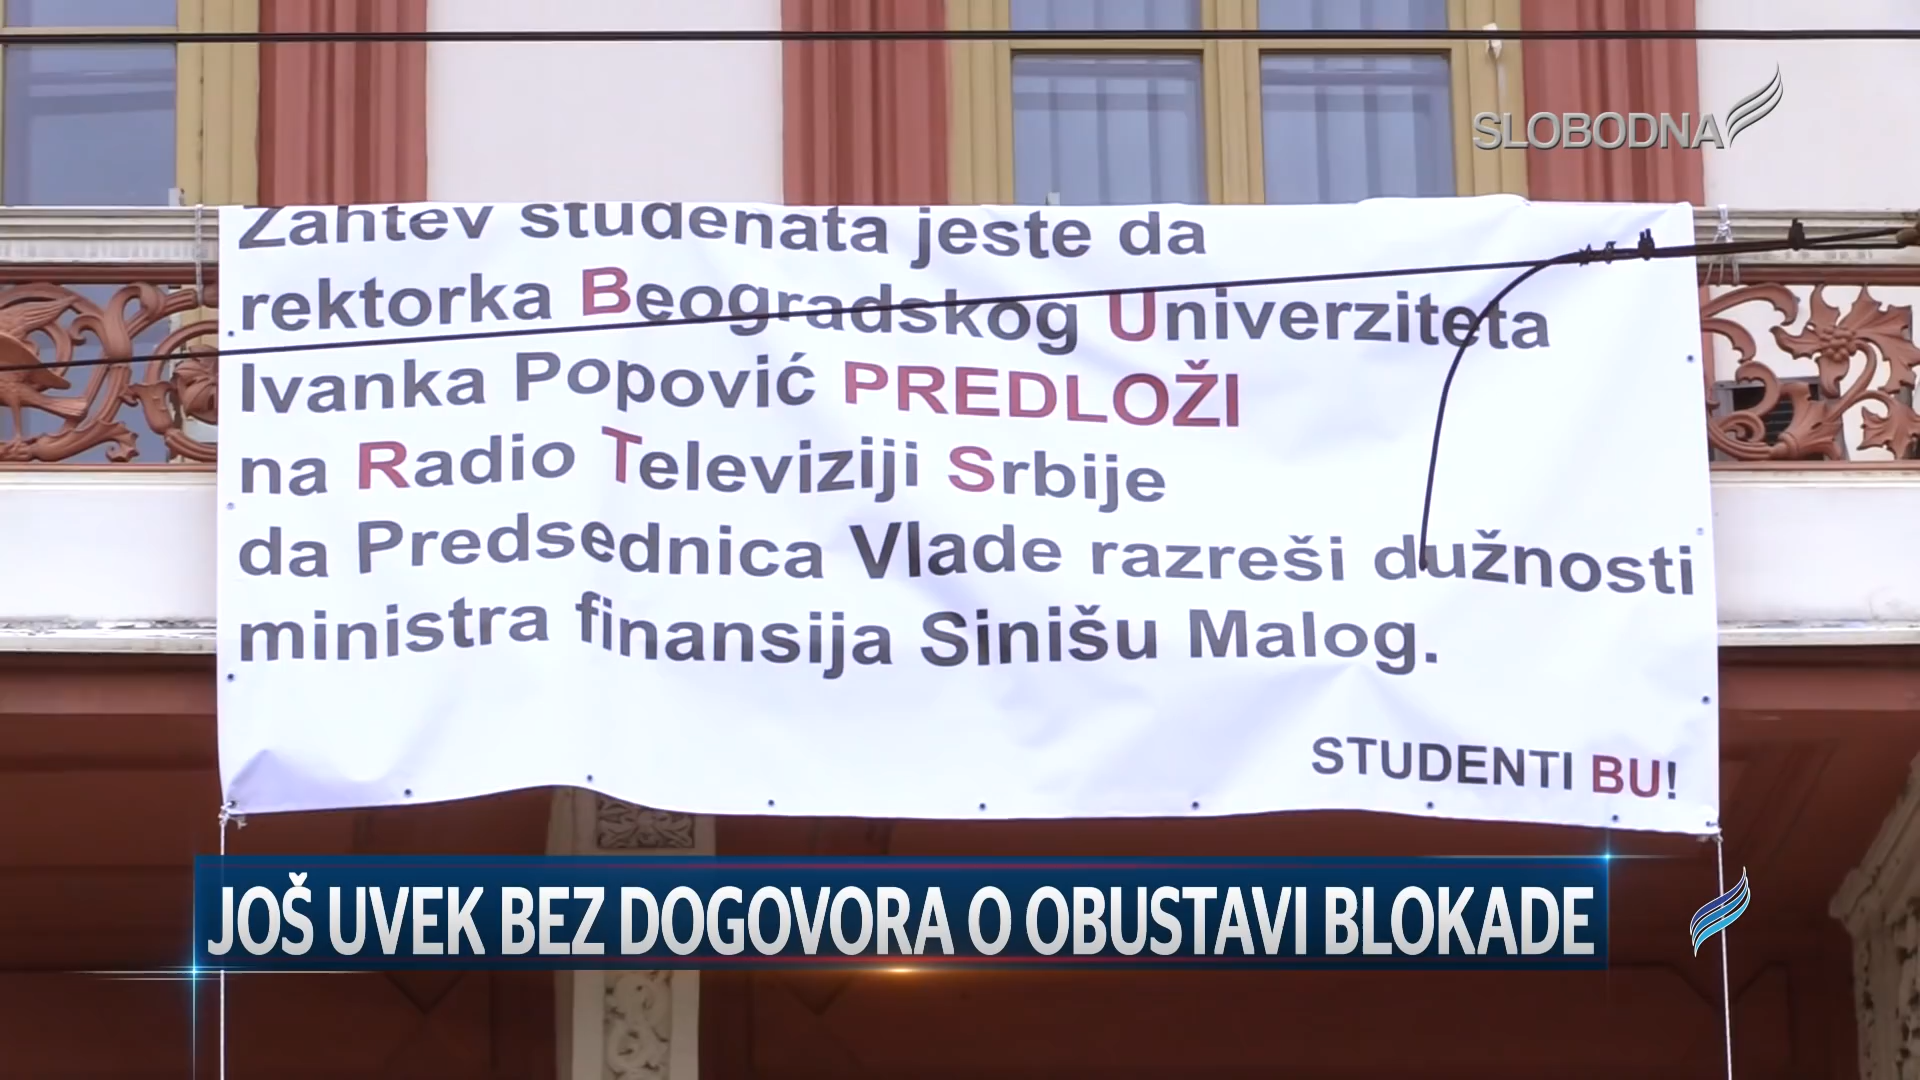 SLOBODNA
Zahtev studenata jeste da
rektorka Beogradskog Univerziteta
Ivanka Popović PREDLOŽI
na Radio Televiziji Srbije
da Predsednica Vlade razreši dužnosti
ministra finansija Sinišu Malog.
STUDENTI BU!
JOŠ UVEK BEZ DOGOVORA O OBUSTAVI BLOKADE